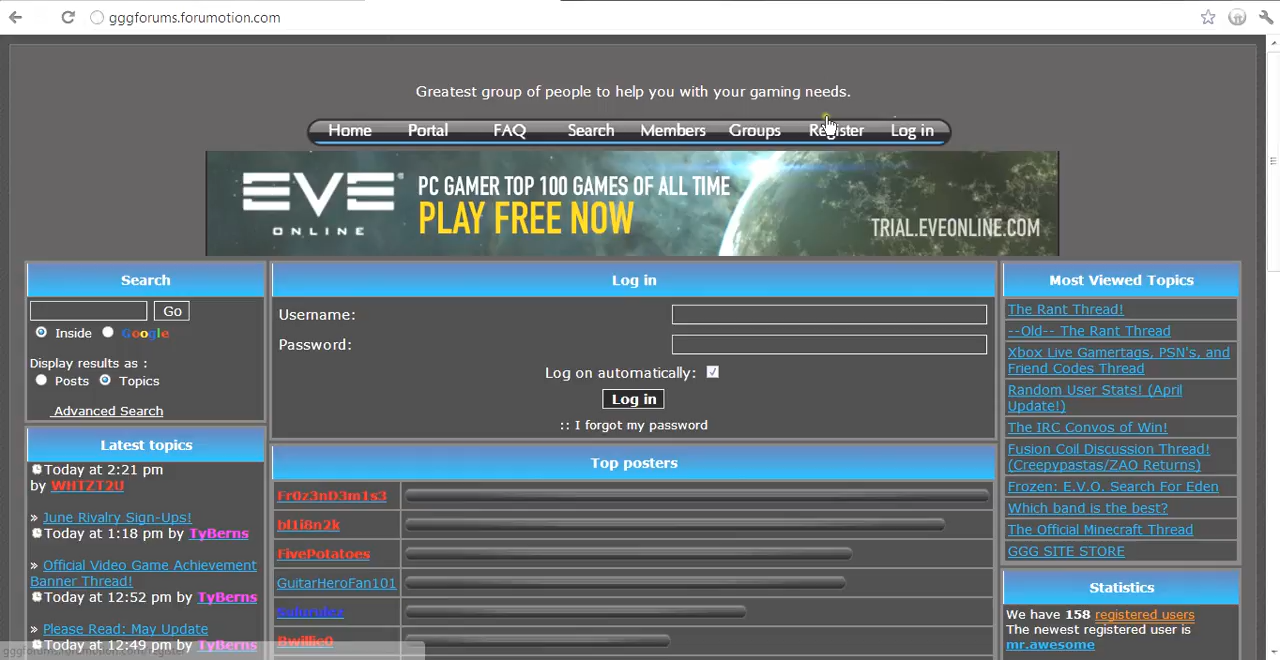 gggforums.forumotion.com
Greatest group of people to help you with your gaming needs.
Home Portal FAQ Search Members Groups Register Log in
EVE ONLINE
PC GAMER TOP 100 GAMES OF ALL TIME
PLAY FREE NOW
TRIAL.EVEONLINE.COM
Search
Go
Inside Google
Display results as :
Posts Topics
Advanced Search
Latest topics
Today at 2:21 pm
by WHTZT2U
» June Rivalry Sign-Ups!
Today at 1:18 pm by TyBerns
» Official Video Game Achievement
Banner Thread!
Today at 12:52 pm by TyBerns
» Please Read: May Update
Today at 12:49 pm by TyBerns
Log in
Username:
Password:
Log on automatically:
Log in
:: I forgot my password
Top posters
Fr0z3nD3m1s3
bl1i8n2k
FivePotatoes
GuitarHeroFan101
Bwillie0
Most Viewed Topics
The Rant Thread!
--Old-- The Rant Thread
Xbox Live Gamertags, PSN's, and
Friend Codes Thread
Random User Stats! (April
Update!)
The IRC Convos of Win!
Fusion Coil Discussion Thread!
(Creepypastas/ZAO Returns)
Frozen: E.V.O. Search For Eden
Which band is the best?
The Official Minecraft Thread
GGG SITE STORE
Statistics
We have 158 registered users
The newest registered user is
mr.awesome
gggforums.forumotion.com/register